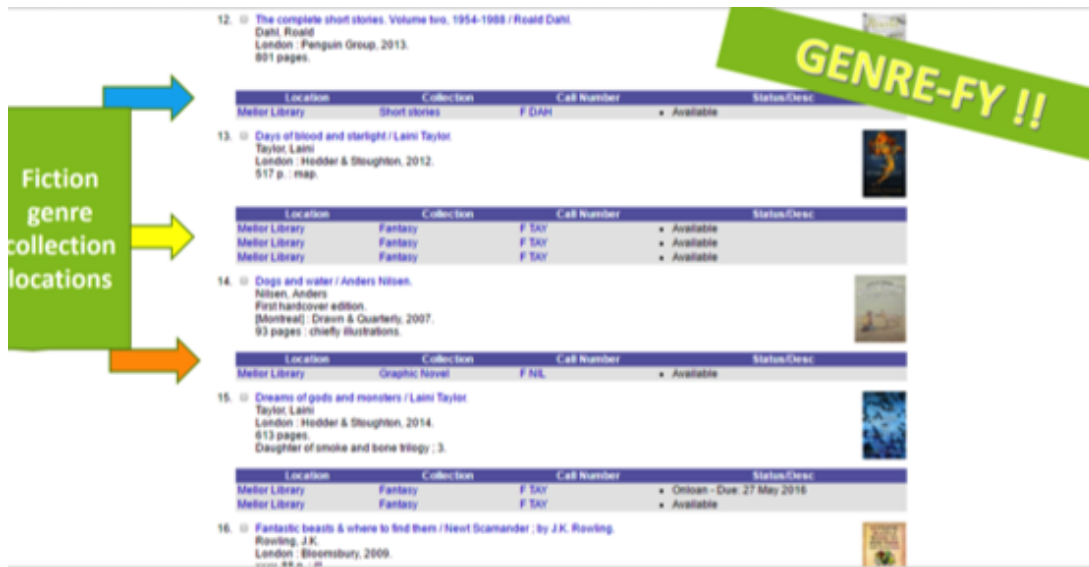 12. The complete short stories. Volume two, 1954-1988 / Roald Dahl.
Dahl, Roald
London : Penguin Group, 2013.
801 pages.
GENRE-FY !!
Location Collection Call Number Status/Desc
Mellor Library Short stories F DAH • Available
13. Days of blood and starlight / Laini Taylor.
Taylor, Laini
London : Hodder & Stoughton, 2012.
517 p. : map.
Fiction
genre
collection
locations
Location Collection Call Number Status/Desc
Mellor Library Fantasy F TAY • Available
Mellor Library Fantasy F TAY • Available
Mellor Library Fantasy F TAY • Available
14. Dogs and water / Anders Nilsen.
Nilsen, Anders
First hardcover edition.
[Montreal] : Drawn & Quarterly, 2007.
93 pages : chiefly illustrations.
Location Collection Call Number Status/Desc
Mellor Library Graphic Novel F NIL • Available
15. Dreams of gods and monsters / Laini Taylor.
Taylor, Laini
London : Hodder & Stoughton, 2014.
613 pages.
Daughter of smoke and bone trilogy ; 3.
Location Collection Call Number Status/Desc
Mellor Library Fantasy F TAY • Onloan - Due: 27 May 2016
Mellor Library Fantasy F TAY • Available
16. Fantastic beasts & where to find them / Newt Scamander ; by J.K. Rowling.
Rowling, J.K.
London : Bloomsbury, 2009.